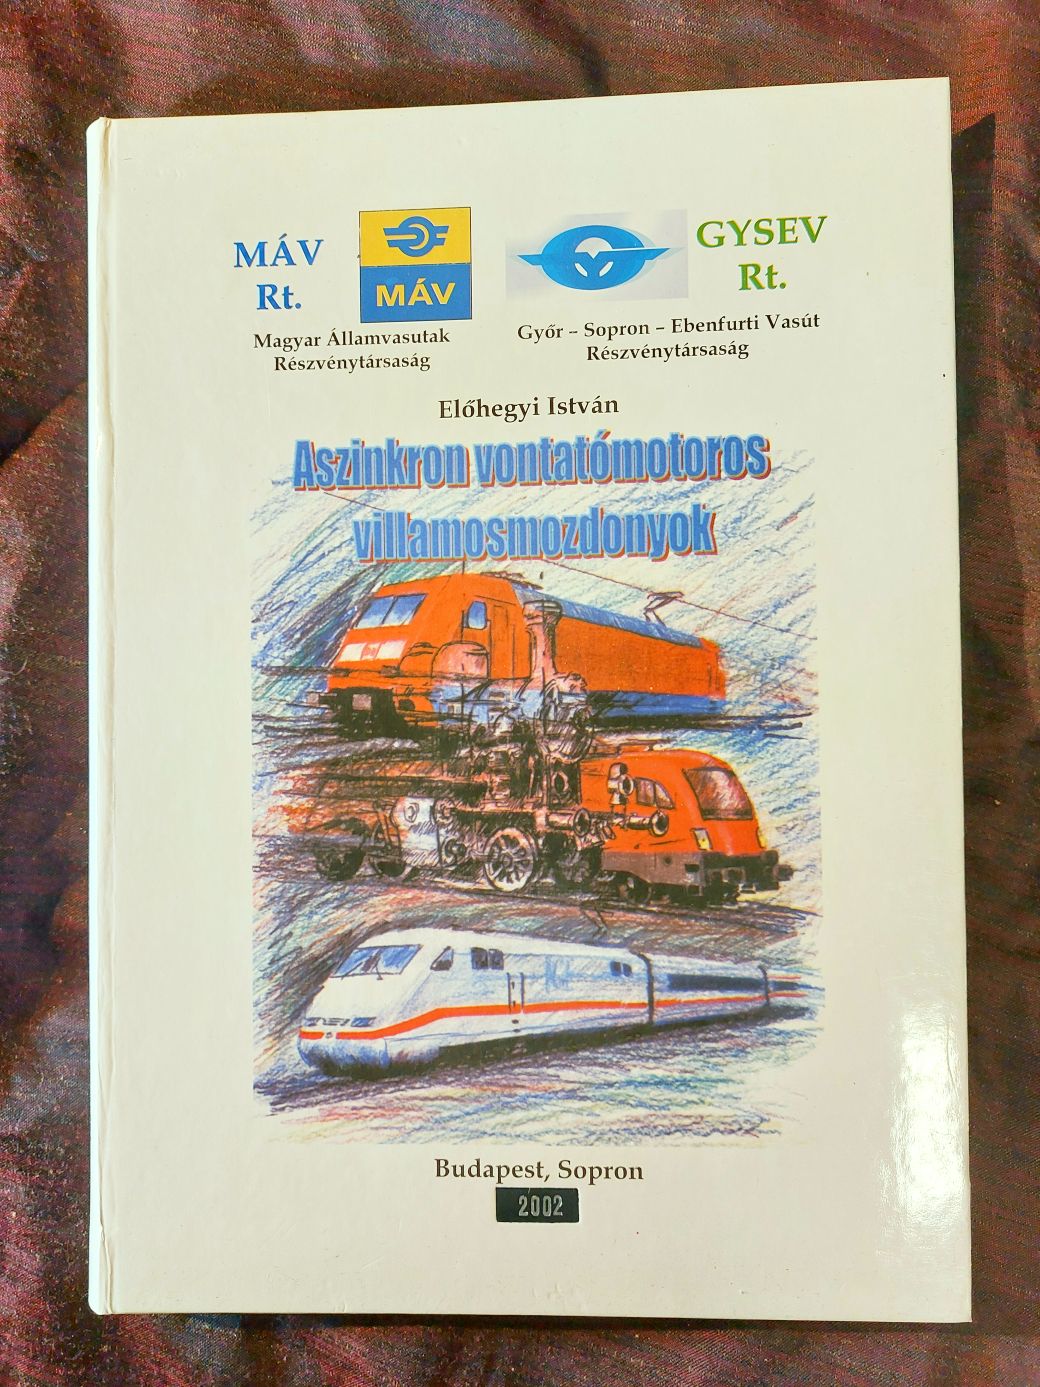 MÁV
Rt.
MÁV
GYSEV
Rt.
Magyar Államvasutak
Részvénytársaság
Győr – Sopron – Ebenfurti Vasút
Részvénytársaság
Előhegyi István
Aszinkron vontatómotoros
villamosmozdonyok
Budapest, Sopron
2002